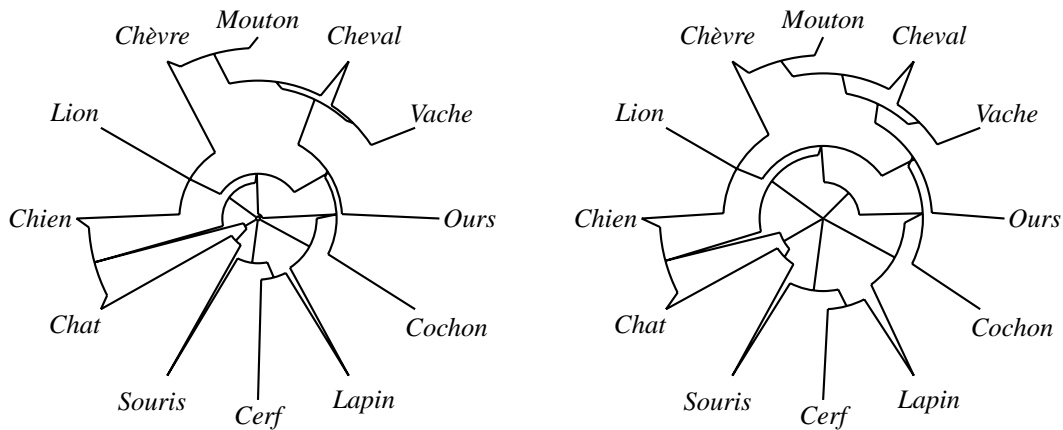 Mouton
Chèvre
Cheval
Lion
Vache
Chien
Ours
Chat
Cochon
Souris
Lapin
Cerf
Mouton
Chèvre
Cheval
Lion
Vache
Chien
Ours
Chat
Cochon
Souris
Lapin
Cerf